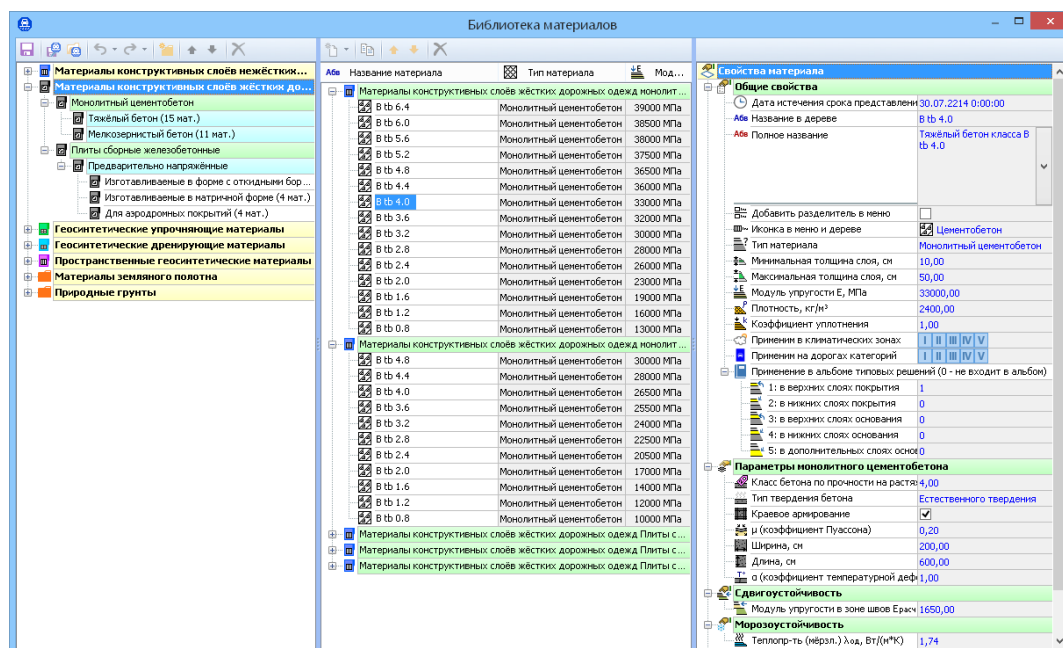 Библиотека материалов
Материалы конструктивных слоёв нежёстких...
Материалы конструктивных слоёв жёстких до...
Монолитный цементобетон
Тяжёлый бетон (15 мат.)
Мелкозернистый бетон (11 мат.)
Плиты сборные железобетонные
Предварительно напряжённые
Изготавливаемые в форме с откидными бор...
Изготавливаемые в матричной форме (4 мат.)
Для аэродромных покрытий (4 мат.)
Геосинтетические упрочняющие материалы
Геосинтетические дренирующие материалы
Пространственные геосинтетические материалы
Материалы земляного полотна
Природные грунты
Абв Название материала Тип материала Мод...
Материалы конструктивных слоёв жёстких дорожных одежд монолит...
B tb 6.4 Монолитный цементобетон 39000 МПа
B tb 6.0 Монолитный цементобетон 38500 МПа
B tb 5.6 Монолитный цементобетон 38000 МПа
B tb 5.2 Монолитный цементобетон 37500 МПа
B tb 4.8 Монолитный цементобетон 36500 МПа
B tb 4.4 Монолитный цементобетон 36000 МПа
B tb 4.0 Монолитный цементобетон 33000 МПа
B tb 3.6 Монолитный цементобетон 32000 МПа
B tb 3.2 Монолитный цементобетон 30000 МПа
B tb 2.8 Монолитный цементобетон 28000 МПа
B tb 2.4 Монолитный цементобетон 26000 МПа
B tb 2.0 Монолитный цементобетон 23000 МПа
B tb 1.6 Монолитный цементобетон 19000 МПа
B tb 1.2 Монолитный цементобетон 16000 МПа
B tb 0.8 Монолитный цементобетон 13000 МПа
Материалы конструктивных слоёв жёстких дорожных одежд монолит...
B tb 4.8 Монолитный цементобетон 30000 МПа
B tb 4.4 Монолитный цементобетон 28000 МПа
B tb 4.0 Монолитный цементобетон 26500 МПа
B tb 3.6 Монолитный цементобетон 25500 МПа
B tb 3.2 Монолитный цементобетон 24000 МПа
B tb 2.8 Монолитный цементобетон 22500 МПа
B tb 2.4 Монолитный цементобетон 20500 МПа
B tb 2.0 Монолитный цементобетон 17000 МПа
B tb 1.6 Монолитный цементобетон 14000 МПа
B tb 1.2 Монолитный цементобетон 12000 МПа
B tb 0.8 Монолитный цементобетон 10000 МПа
Материалы конструктивных слоёв жёстких дорожных одежд Плиты с...
Материалы конструктивных слоёв жёстких дорожных одежд Плиты с...
Материалы конструктивных слоёв жёстких дорожных одежд Плиты с...
Свойства материала
Общие свойства
Дата истечения срока представлени 30.07.2214 0:00:00
Абв Название в дереве B tb 4.0
Абв Полное название Тяжёлый бетон класса B
tb 4.0
Добавить разделитель в меню
Иконка в меню и дереве Цементобетон
Тип материала Монолитный цементобетон
Минимальная толщина слоя, см 10,00
Максимальная толщина слоя, см 50,00
Модуль упругости E, МПа 33000,00
Плотность, кг/м³ 2400,00
Коэффициент уплотнения 1,00
Применим в климатических зонах I II III IV V
Применим на дорогах категорий I II III IV V
Применение в альбоме типовых решений (0 - не входит в альбом)
1: в верхних слоях покрытия 1
2: в нижних слоях покрытия 0
3: в верхних слоях основания 0
4: в нижних слоях основания 0
5: в дополнительных слоях осно 0
Параметры монолитного цементобетона
Класс бетона по прочности на растя 4,00
Тип твердения бетона Естественного твердения
Краевое армирование
μ (коэффициент Пуассона) 0,20
Ширина, см 200,00
Длина, см 600,00
α (коэффициент температурной деф 1,00
Сдвигоустойчивость
Модуль упругости в зоне швов Eрасч 1650,00
Морозоустойчивость
Теплопр-ть (мёрзл.) λод, Вт/(м*К) 1,74